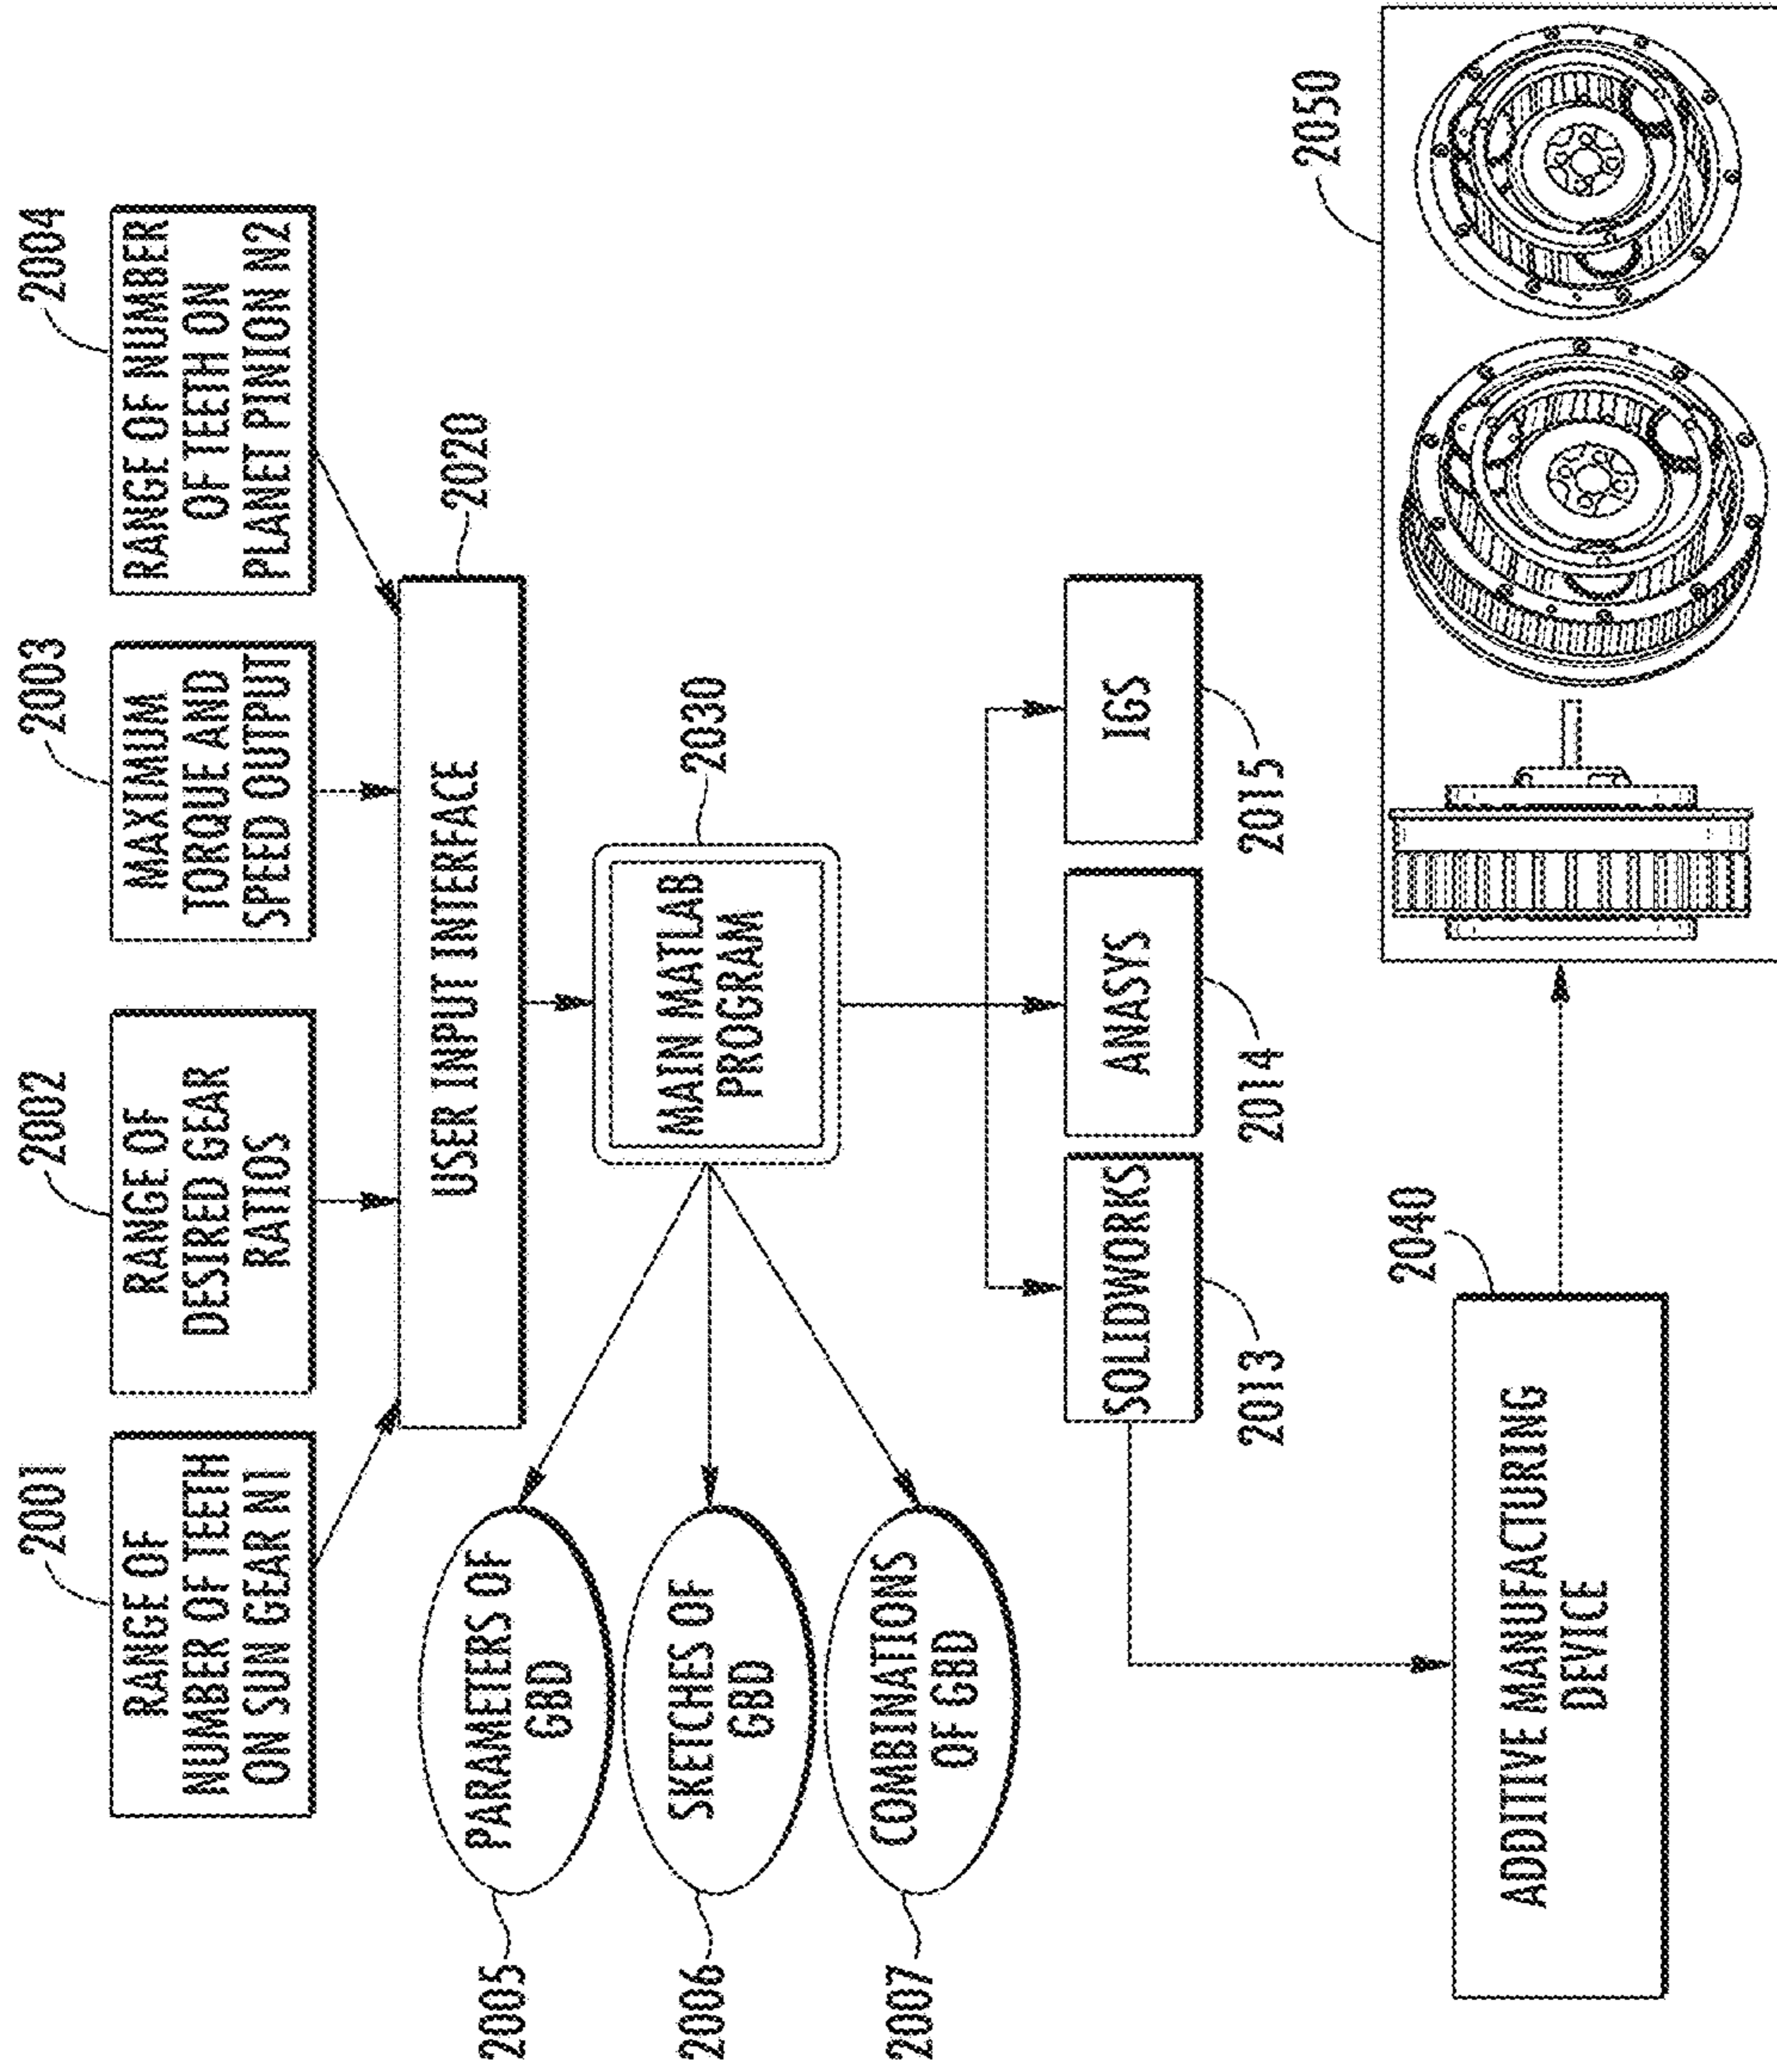 2001
2002
2003
2004
RANGE OF
NUMBER OF TEETH
ON SUN GEAR N1
RANGE OF
DESIRED GEAR
RATIOS
MAXIMUM
TORQUE AND
SPEED OUTPUT
RANGE OF NUMBER
OF TEETH ON
PLANET PINION N2
2020
USER INPUT INTERFACE
2030
MAIN MATLAB
PROGRAM
2005
PARAMETERS OF
GBD
2006
SKETCHES OF
GBD
2007
COMBINATIONS
OF GBD
SOLIDWORKS
ANASYS
IGS
2013
2014
2015
2040
ADDITIVE MANUFACTURING
DEVICE
2050